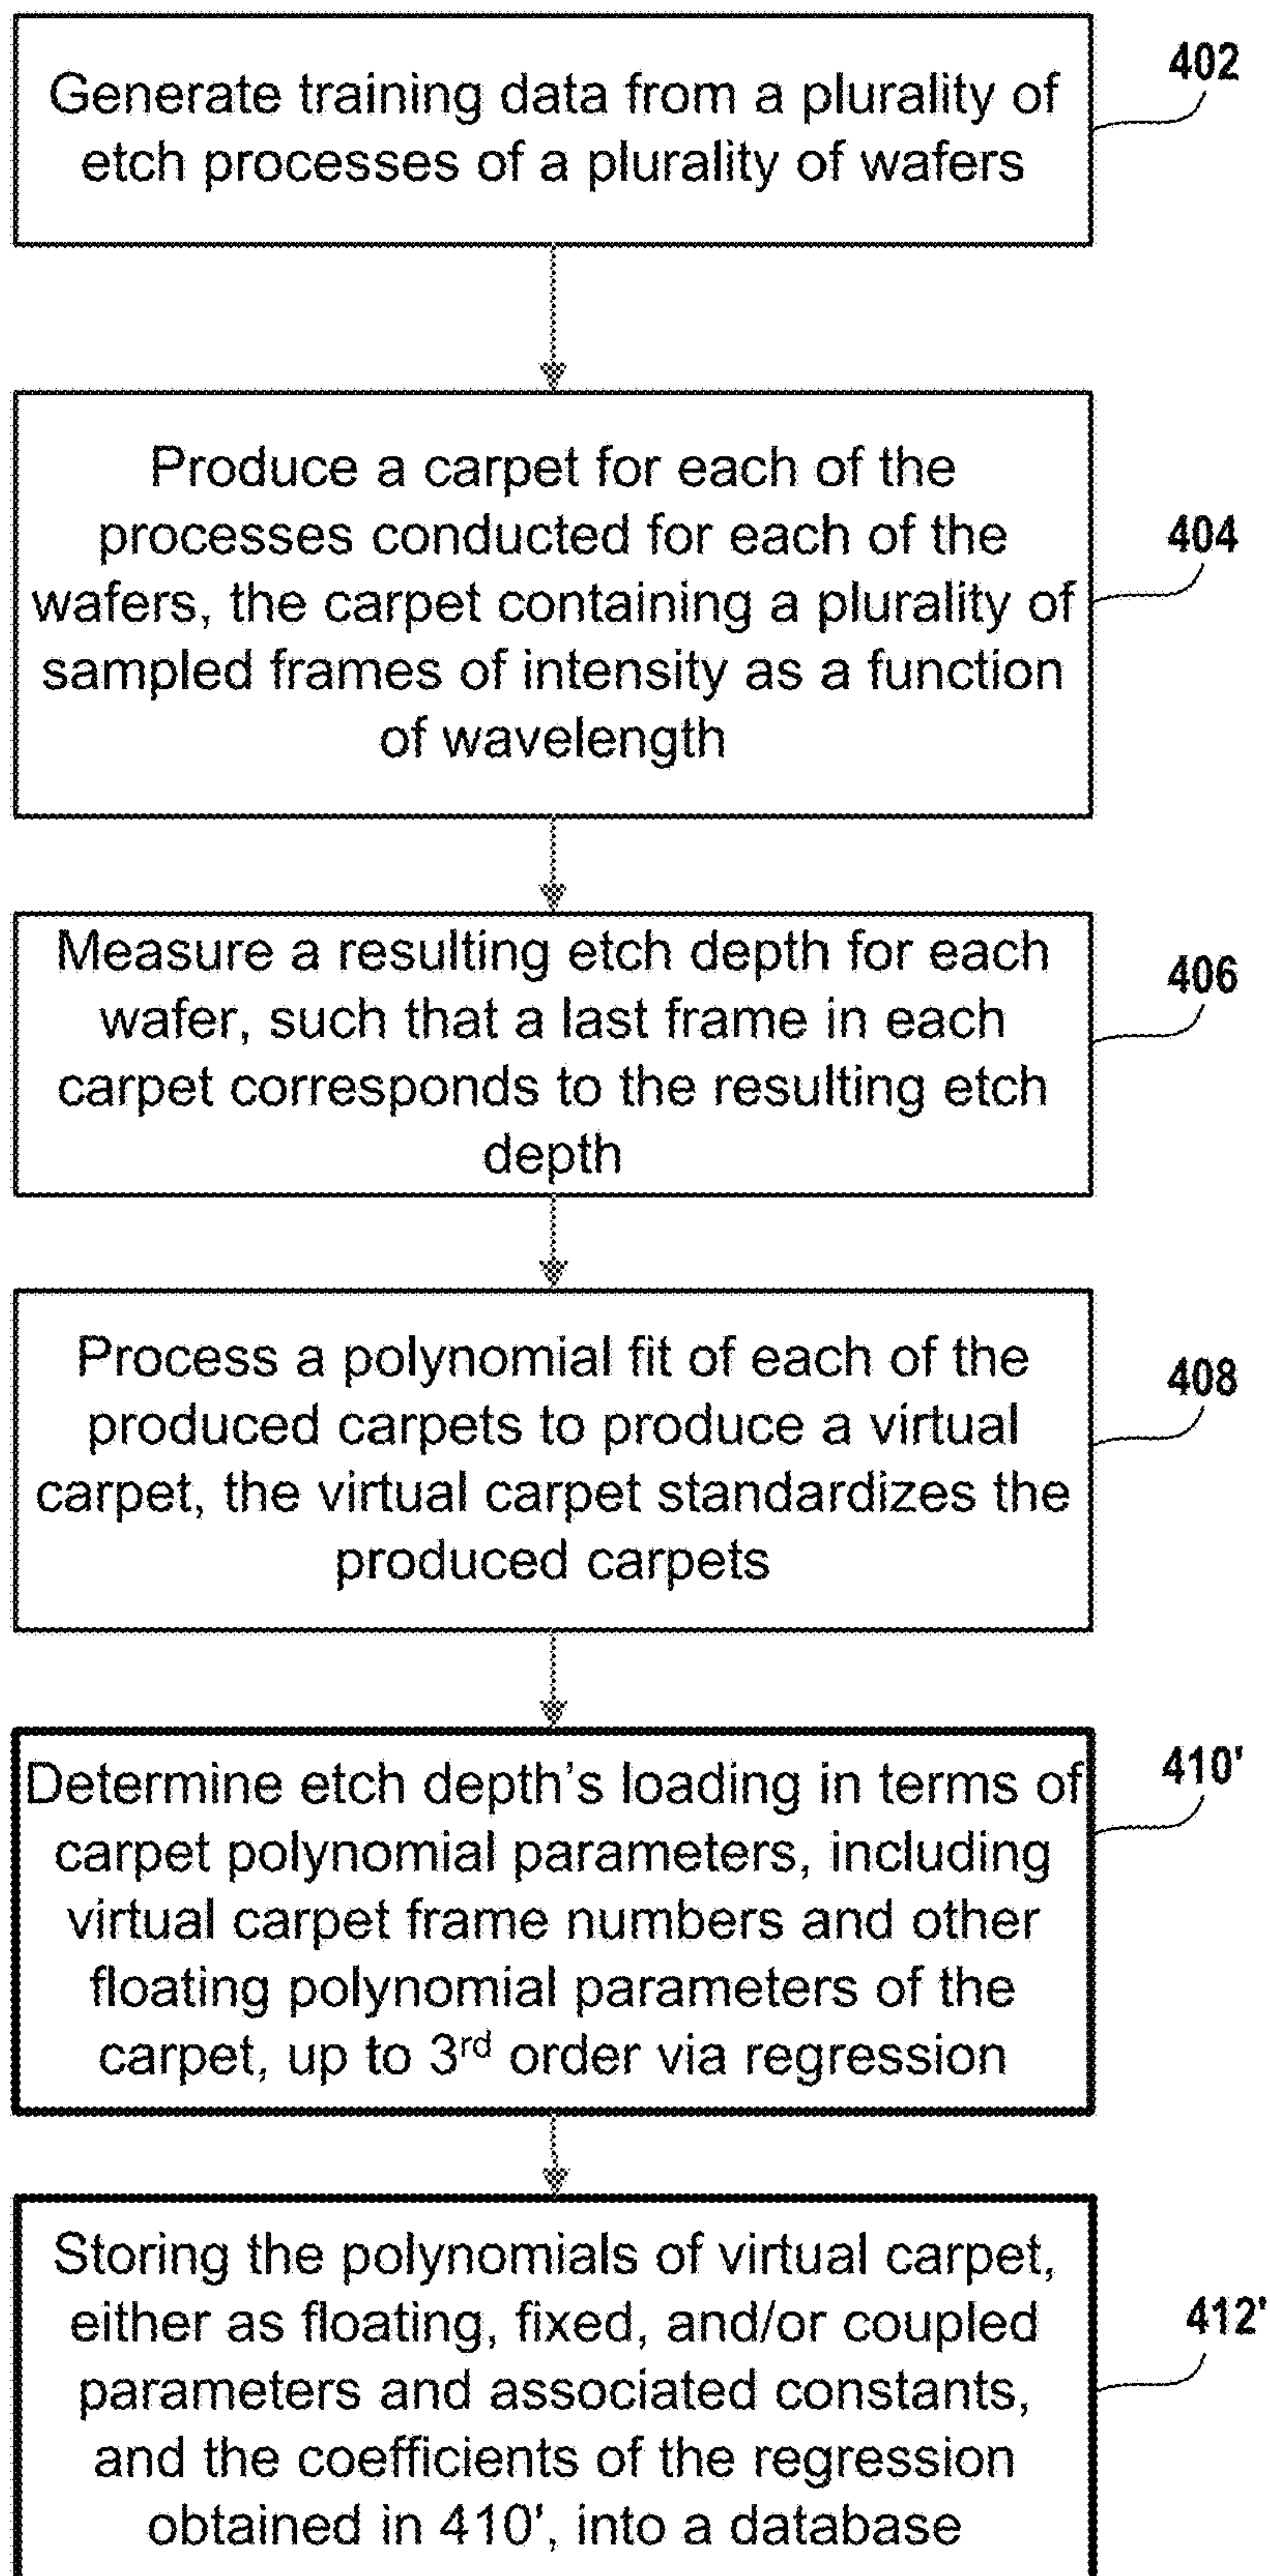 Generate training data from a plurality of
etch processes of a plurality of wafers
402
Produce a carpet for each of the
processes conducted for each of the
wafers, the carpet containing a plurality of
sampled frames of intensity as a function
of wavelength
404
Measure a resulting etch depth for each
wafer, such that a last frame in each
carpet corresponds to the resulting etch
depth
406
Process a polynomial fit of each of the
produced carpets to produce a virtual
carpet, the virtual carpet standardizes the
produced carpets
408
Determine etch depth’s loading in terms of
carpet polynomial parameters, including
virtual carpet frame numbers and other
floating polynomial parameters of the
carpet, up to 3rd order via regression
410'
Storing the polynomials of virtual carpet,
either as floating, fixed, and/or coupled
parameters and associated constants,
and the coefficients of the regression
obtained in 410', into a database
412'